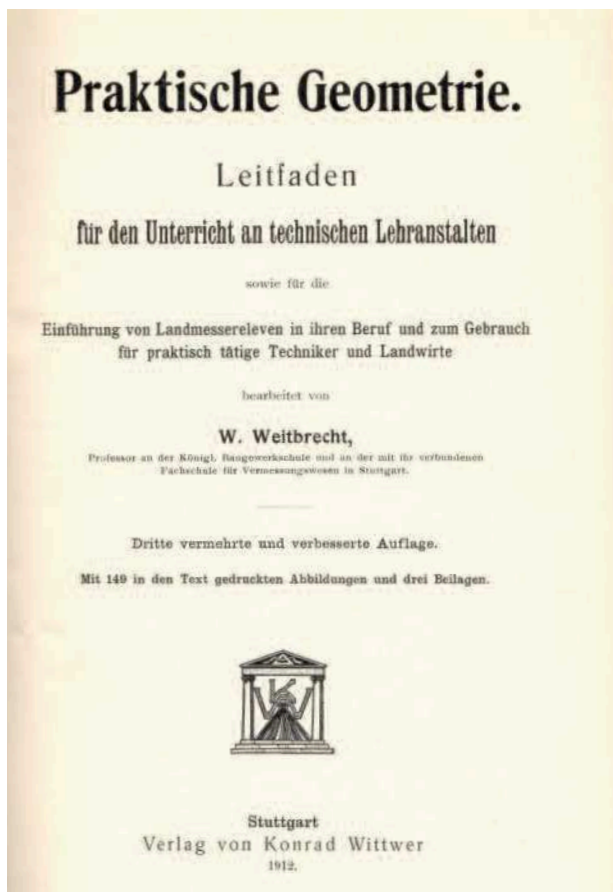 Praktische Geometrie.
Leitfaden
für den Unterricht an technischen Lehranstalten
sowie für die
Einführung von Landmessereleven in ihren Beruf und zum Gebrauch
für praktisch tätige Techniker und Landwirte
bearbeitet von
W. Weitbrecht,
Professor an der Königl. Baugewerkschule und an der mit ihr verbundenen
Fachschule für Vermessungswesen in Stuttgart.
Dritte vermehrte und verbesserte Auflage.
Mit 149 in den Text gedruckten Abbildungen und drei Beilagen.
Stuttgart
Verlag von Konrad Wittwer
1912.